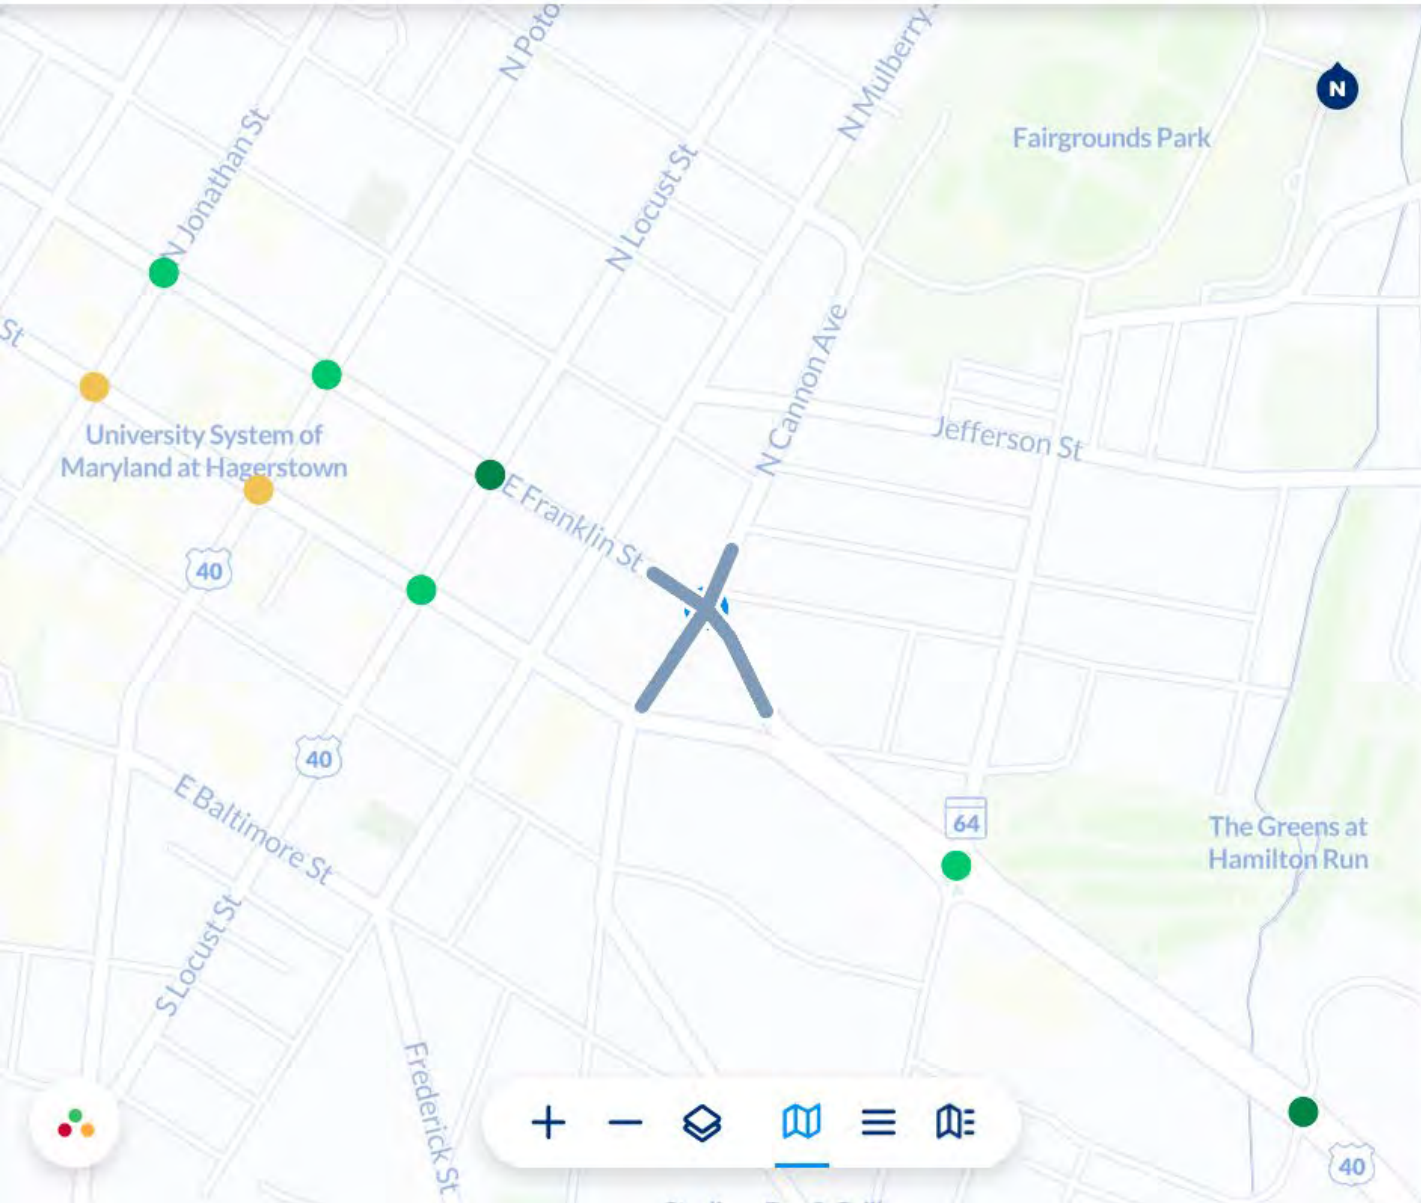 N Poto
N Mulberry
N
Fairgrounds Park
N Jonathan St
N Locust St
St
N Cannon Ave
Jefferson St
University System of
Maryland at Hagerstown
E Franklin St
40
40
E Baltimore St
64
The Greens at
Hamilton Run
S Locust St
Frederick St
40